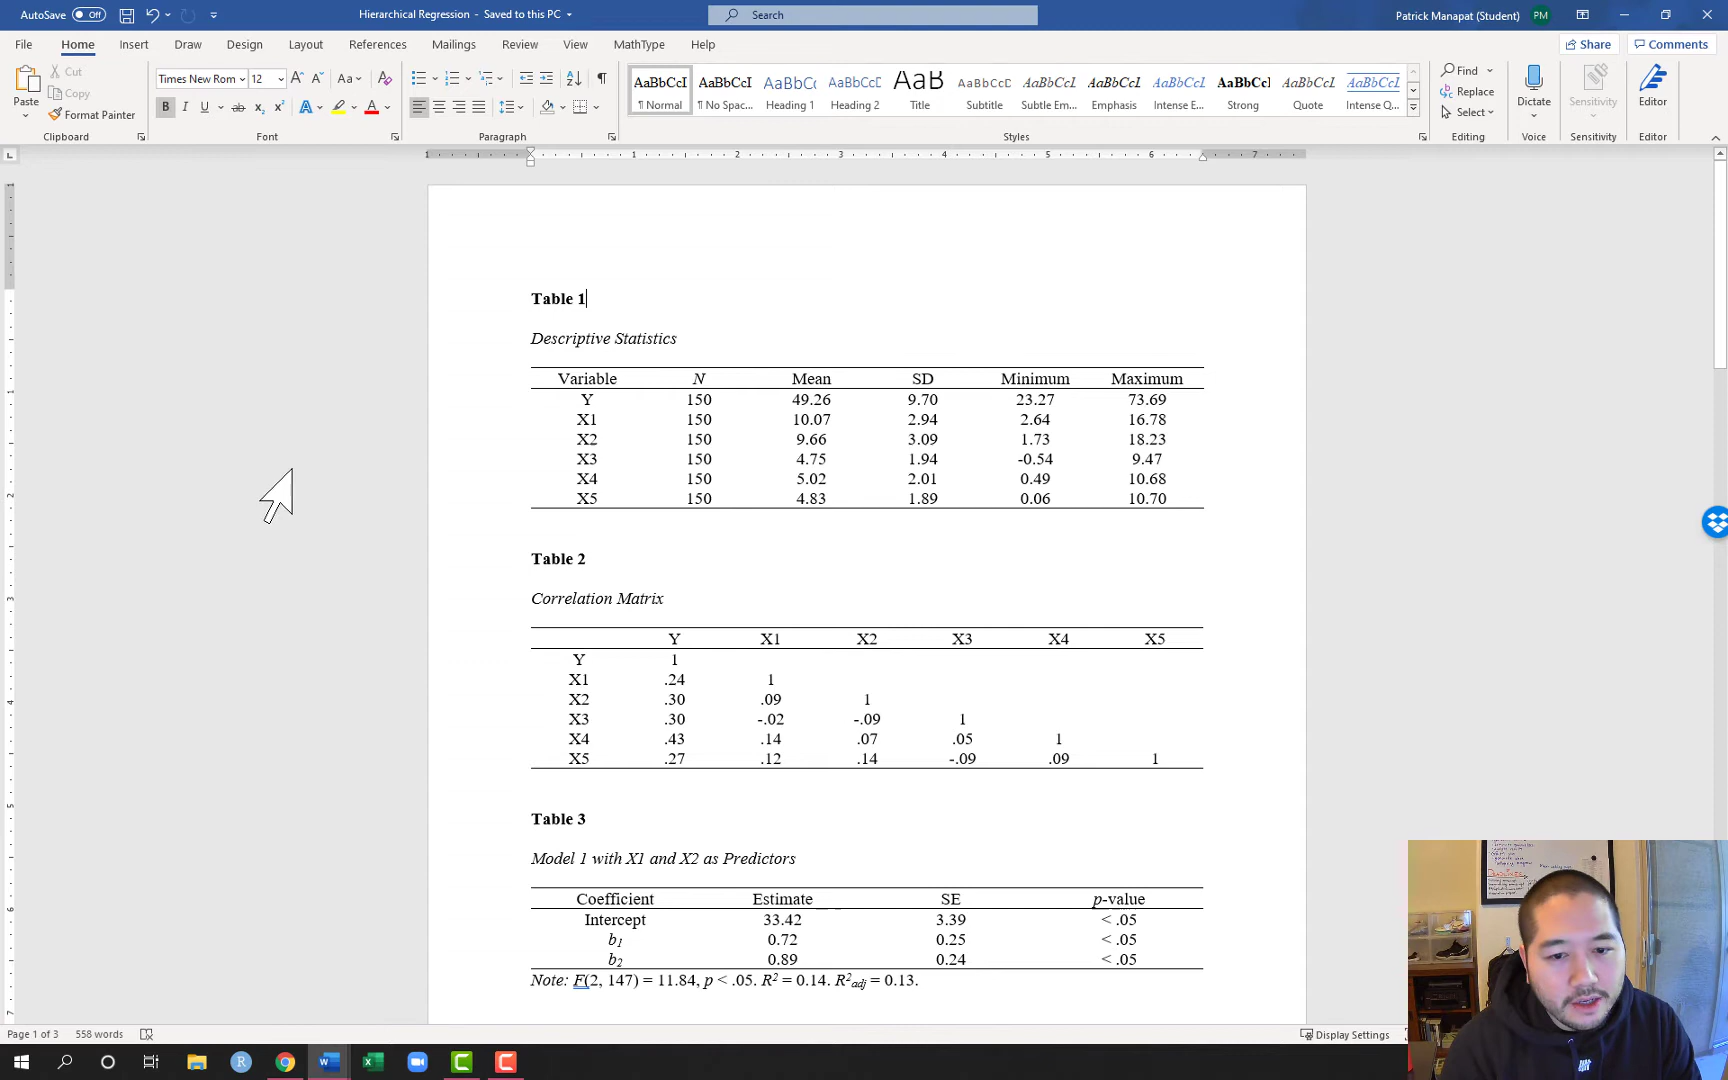 AutoSave Off Hierarchical Regression - Saved to this PC Search Patrick Manapat (Student) PM
File Home Insert Draw Design Layout References Mailings Review View MathType Help Share Comments
Paste Cut Copy Format Painter
Times New Rom 12 Aa
AaBbCcI AaBbCcI AaBbC AaBbCcI AaB AaBbCcD AaBbCcL AaBbCcL AaBbCcL AaBbCcI AaBbCcL AaBbCcL
¶ Normal ¶ No Spac... Heading 1 Heading 2 Title Subtitle Subtle Em... Emphasis Intense E... Strong Quote Intense Q...
Find Replace Select Dictate Sensitivity Editor
Clipboard Font Paragraph Styles Editing Voice Sensitivity Editor
Table 1
Descriptive Statistics
Variable N Mean SD Minimum Maximum
Y 150 49.26 9.70 23.27 73.69
X1 150 10.07 2.94 2.64 16.78
X2 150 9.66 3.09 1.73 18.23
X3 150 4.75 1.94 -0.54 9.47
X4 150 5.02 2.01 0.49 10.68
X5 150 4.83 1.89 0.06 10.70
Table 2
Correlation Matrix
Y X1 X2 X3 X4 X5
Y 1
X1 .24 1
X2 .30 .09 1
X3 .30 -.02 -.09 1
X4 .43 .14 .07 .05 1
X5 .27 .12 .14 -.09 .09 1
Table 3
Model 1 with X1 and X2 as Predictors
Coefficient Estimate SE p-value
Intercept 33.42 3.39 < .05
b1 0.72 0.25 < .05
b2 0.89 0.24 < .05
Note: F(2, 147) = 11.84, p < .05. R2 = 0.14. R2adj = 0.13.
Page 1 of 3 558 words Display Settings